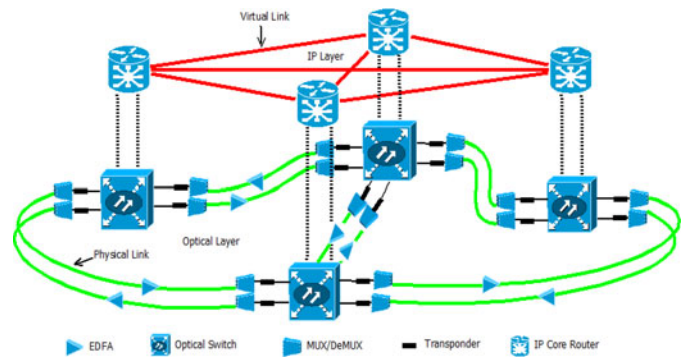 Virtual Link
IP Layer
Physical Link
Optical Layer
EDFA
Optical Switch
MUX/DeMUX
Transponder
IP Core Router